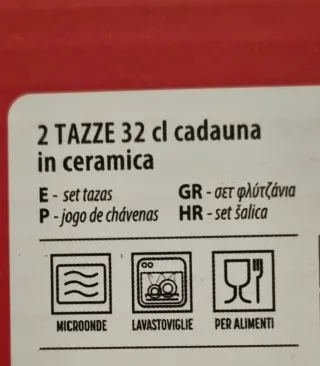 2 TAZZE 32 cl cadauna
in ceramica
E - set tazas GR - σετ φλύτζάνια
P - jogo de chávenas HR - set šalica
MICROONDE LAVASTOVIGLIE PER ALIMENTI